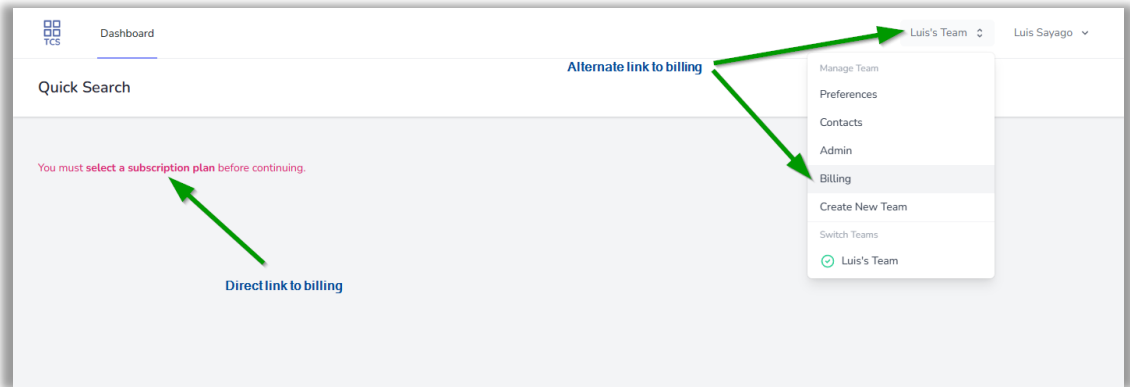 TCS
Dashboard
Luis's Team
Luis Sayago
Alternate link to billing
Quick Search
Manage Team
Preferences
Contacts
Admin
Billing
Create New Team
Switch Teams
Luis's Team
You must select a subscription plan before continuing.
Direct link to billing